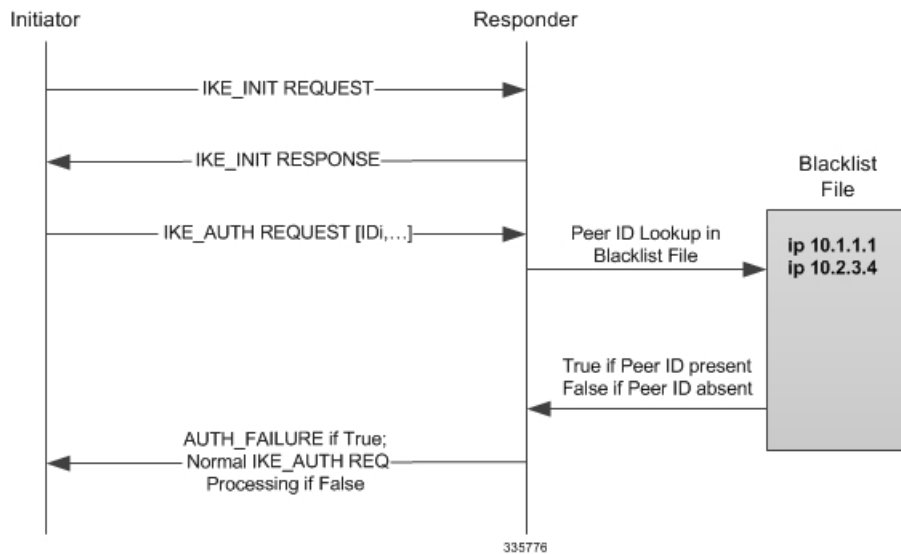 Initiator
Responder
IKE_INIT REQUEST
IKE_INIT RESPONSE
Blacklist
File
IKE_AUTH REQUEST [IDi,...]
Peer ID Lookup in
Blacklist File
ip 10.1.1.1
ip 10.2.3.4
True if Peer ID present
False if Peer ID absent
AUTH_FAILURE if True;
Normal IKE_AUTH REQ
Processing if False
335776